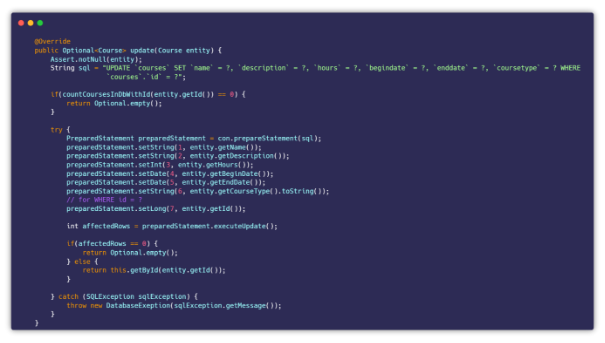 @Override
public Optional<Course> update(Course entity) {
Assert.notNull(entity);
String sql = "UPDATE `courses` SET `name` = ?, `description` = ?, `hours` = ?, `begindate` = ?, `enddate` = ?, `coursetype` = ? WHERE
`courses`.`id` = ?";
if(countCoursesInDbWithId(entity.getId()) == 0) {
return Optional.empty();
}
try {
PreparedStatement preparedStatement = con.prepareStatement(sql);
preparedStatement.setString(1, entity.getName());
preparedStatement.setString(2, entity.getDescription());
preparedStatement.setInt(3, entity.getHours());
preparedStatement.setDate(4, entity.getBeginDate());
preparedStatement.setDate(5, entity.getEndDate());
preparedStatement.setString(6, entity.getCourseType().toString());
// for WHERE id = ?
preparedStatement.setLong(7, entity.getId());
int affectedRows = preparedStatement.executeUpdate();
if(affectedRows == 0) {
return Optional.empty();
} else {
return this.getById(entity.getId());
}
} catch (SQLException sqlException) {
throw new DatabaseExeption(sqlException.getMessage());
}
}